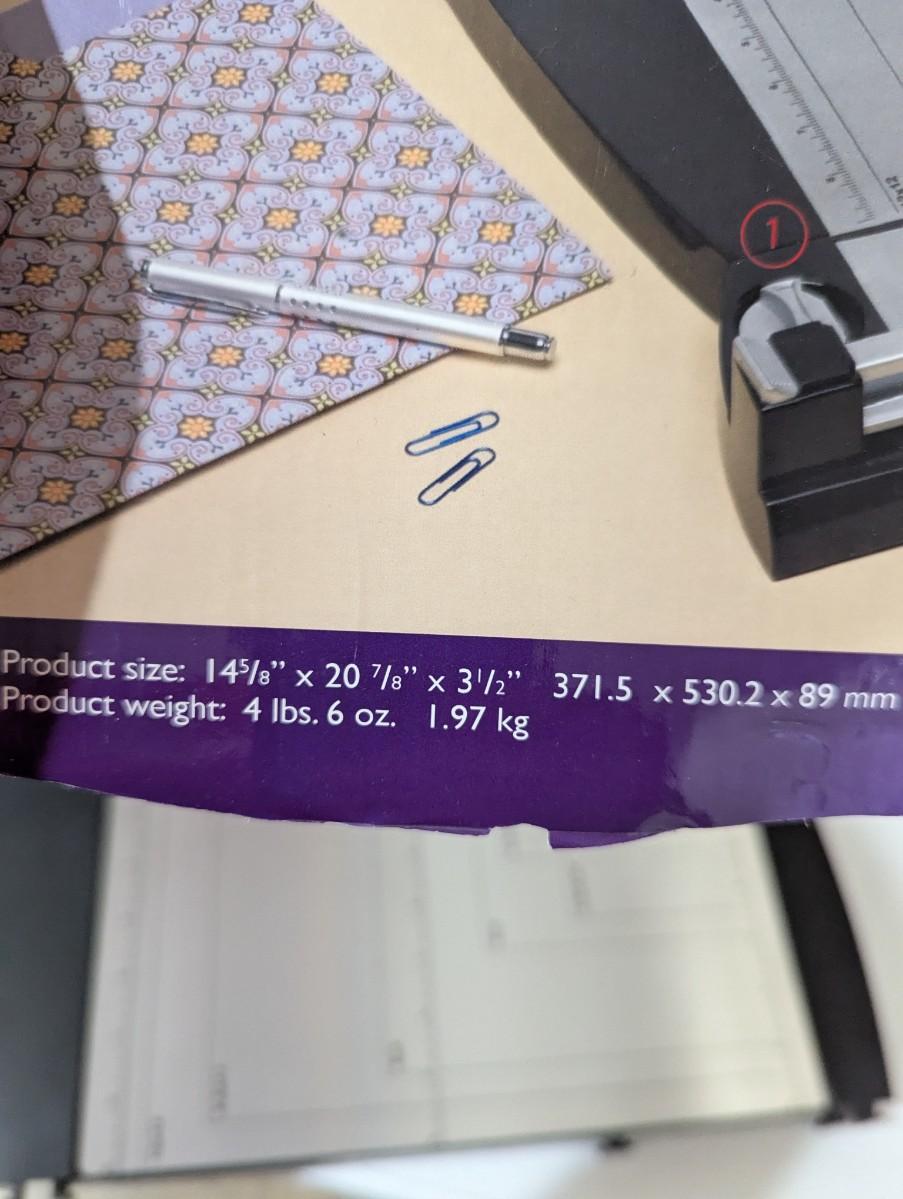 1
Product size: 14⁵/₈” x 20 ⁷/₈” x 3¹/₂” 371.5 x 530.2 x 89 mm
Product weight: 4 lbs. 6 oz. 1.97 kg